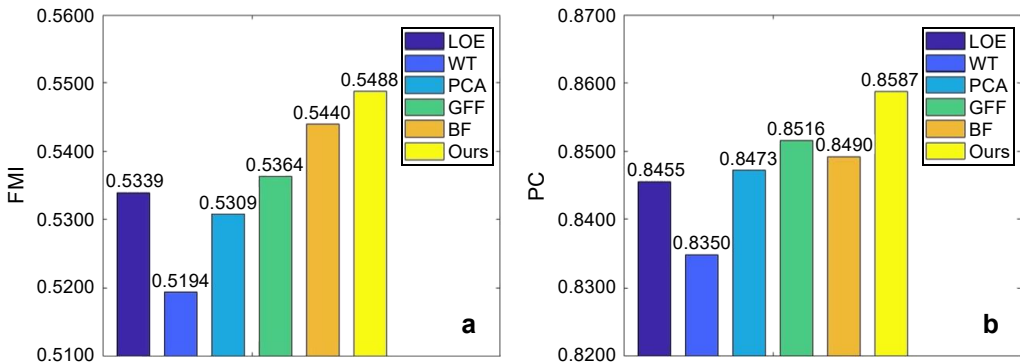 0.5600
0.5500
0.5400
0.5300
0.5200
0.5100
FMI
0.5339
0.5194
0.5309
0.5364
0.5440
0.5488
LOE
WT
PCA
GFF
BF
Ours
a
0.8700
0.8600
0.8500
0.8400
0.8300
0.8200
PC
0.8455
0.8350
0.8473
0.8516
0.8490
0.8587
LOE
WT
PCA
GFF
BF
Ours
b